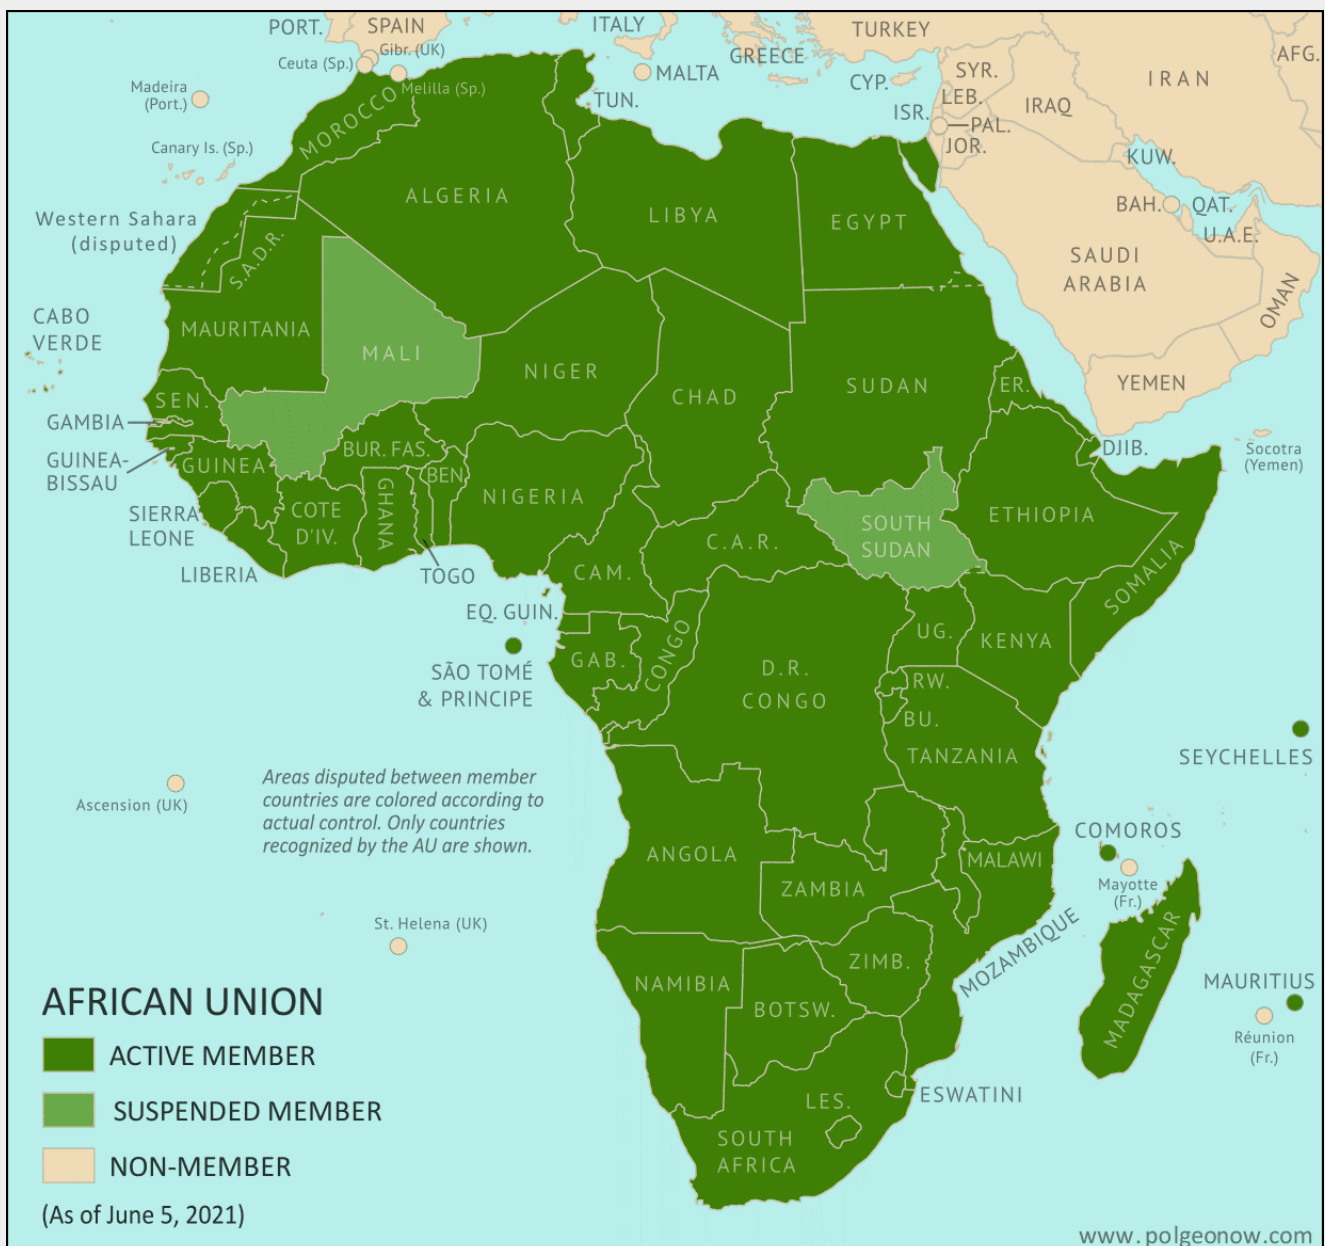 PORT.
SPAIN
ITALY
TURKEY
Gibr. (UK)
GREECE
AFG.
Ceuta (Sp.)
MALTA
SYR.
IRAN
Madeira
(Port.)
Melilla (Sp.)
CYP.
TUN.
LEB.
IRAQ
ISR.
PAL.
MOROCCO
JOR.
Canary Is. (Sp.)
KUW.
ALGERIA
LIBYA
EGYPT
BAH.
QAT.
Western Sahara
(disputed)
U.A.E.
S.A.D.R.
SAUDI
ARABIA
OMAN
CABO
VERDE
MAURITANIA
MALI
NIGER
SUDAN
ER.
YEMEN
CHAD
SEN.
GAMBIA
BUR. FAS.
DJIB.
Socotra
(Yemen)
GUINEA-
BISSAU
GUINEA
BEN.
NIGERIA
GHANA
COTE
D'IV.
ETHIOPIA
SIERRA
LEONE
SOUTH
SUDAN
C.A.R.
LIBERIA
TOGO
CAM.
SOMALIA
EQ. GUIN.
UG.
KENYA
GAB.
CONGO
D.R.
CONGO
SÃO TOMÉ
& PRINCIPE
RW.
BU.
TANZANIA
SEYCHELLES
Areas disputed between member
countries are colored according to
actual control. Only countries
recognized by the AU are shown.
Ascension (UK)
COMOROS
ANGOLA
MALAWI
ZAMBIA
Mayotte
(Fr.)
St. Helena (UK)
MOZAMBIQUE
MADAGASCAR
ZIMB.
NAMIBIA
BOTSW.
MAURITIUS
Réunion
(Fr.)
ESWATINI
LES.
SOUTH
AFRICA
AFRICAN UNION
ACTIVE MEMBER
SUSPENDED MEMBER
NON-MEMBER
(As of June 5, 2021)
www.polgeonow.com